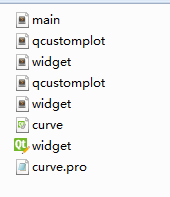 main
qcustomplot
widget
qcustomplot
widget
curve
widget
curve.pro